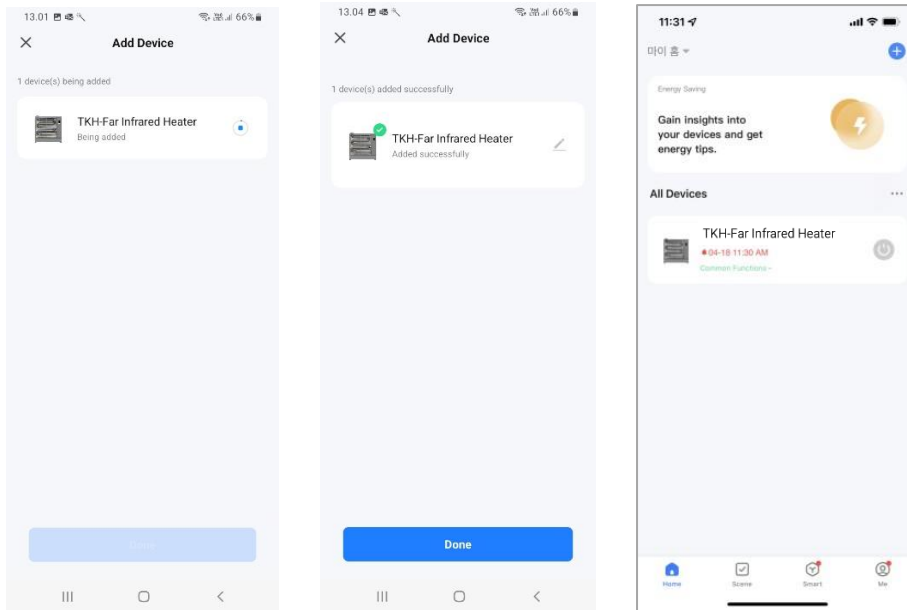 13.01
66%
Add Device
1 device(s) being added
TKH-Far Infrared Heater
Being added
Done
13.04
66%
Add Device
1 device(s) added successfully
TKH-Far Infrared Heater
Added successfully
Done
11:31
마이 홈
Energy Saving
Gain insights into
your devices and get
energy tips.
All Devices
TKH-Far Infrared Heater
04-18 11:30 AM
Common Functions
Home
Scene
Smart
Me